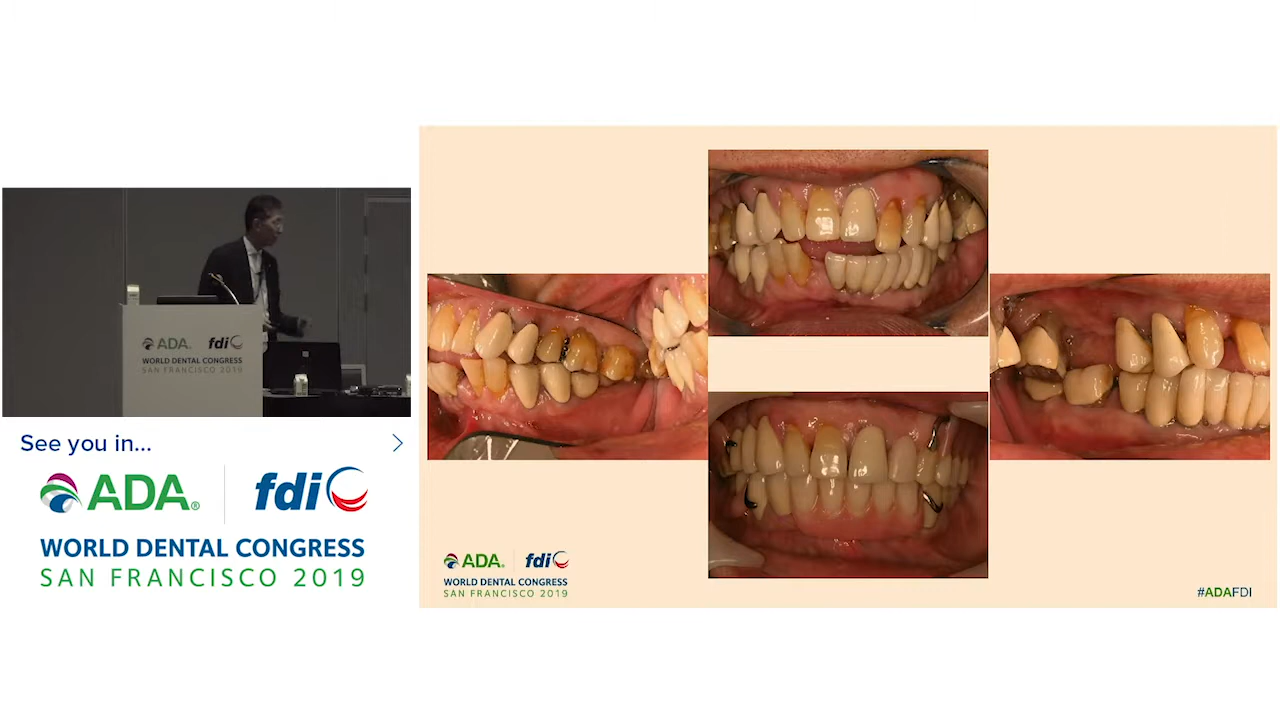 ADA. fdi
WORLD DENTAL CONGRESS
SAN FRANCISCO 2019
See you in...
ADA® fdi
WORLD DENTAL CONGRESS
SAN FRANCISCO 2019
ADA. fdi
WORLD DENTAL CONGRESS
SAN FRANCISCO 2019
#ADAFDI